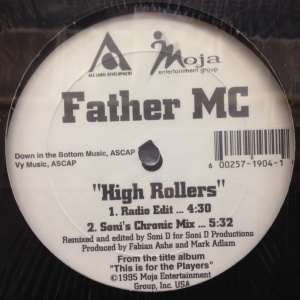 ACE LABEL DEVELOPMENT
Moja
entertainment group
Father MC
Down in the Bottom Music, ASCAP
Vy Music, ASCAP
6 00257-1904-1
"High Rollers"
1. Radio Edit ... 4:30
2. Soni's Chronic Mix ... 5:32
Remixed and edited by Soni D for Soni D Productions
Produced by Fabian Ashe and Mark Adlam
From the title album
"This is for the Players"
©1995 Moja Entertainment
Group, Inc. USA